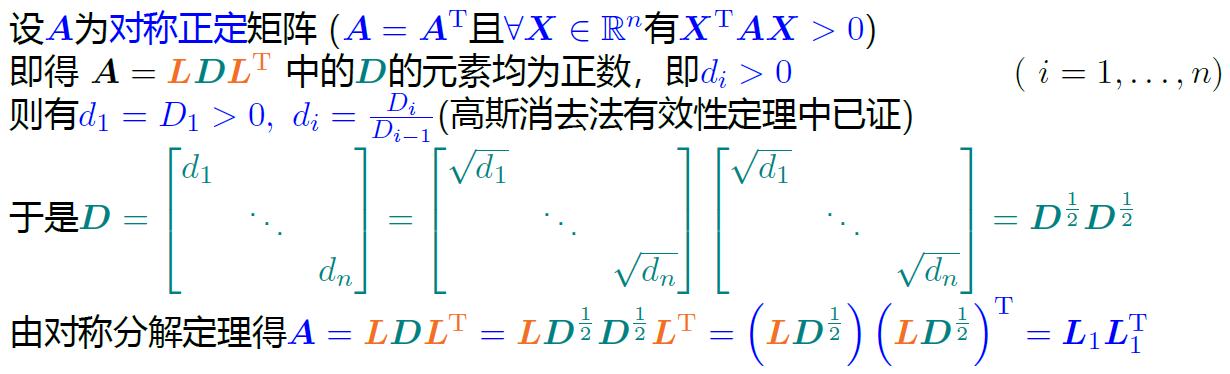 设$\boldsymbol{A}$为对称正定矩阵 ($\boldsymbol{A} = \boldsymbol{A}^{\mathrm{T}}$且$\forall \boldsymbol{X} \in \mathbb{R}^n$有$\boldsymbol{X}^{\mathrm{T}}\boldsymbol{A}\boldsymbol{X} > 0$)
即得 $\boldsymbol{A} = \boldsymbol{L}\boldsymbol{D}\boldsymbol{L}^{\mathrm{T}}$ 中的$\boldsymbol{D}$的元素均为正数，即$d_i > 0$ $(\ i = 1, \ldots, n)$
则有$d_1 = D_1 > 0,\ d_i = \frac{D_i}{D_{i-1}}$(高斯消去法有效性定理中已证)
于是$\boldsymbol{D} = \begin{bmatrix} d_1 & & \\ & \ddots & \\ & & d_n \end{bmatrix} = \begin{bmatrix} \sqrt{d_1} & & \\ & \ddots & \\ & & \sqrt{d_n} \end{bmatrix} \begin{bmatrix} \sqrt{d_1} & & \\ & \ddots & \\ & & \sqrt{d_n} \end{bmatrix} = \boldsymbol{D}^{\frac{1}{2}}\boldsymbol{D}^{\frac{1}{2}}$
由对称分解定理得$\boldsymbol{A} = \boldsymbol{L}\boldsymbol{D}\boldsymbol{L}^{\mathrm{T}} = \boldsymbol{L}\boldsymbol{D}^{\frac{1}{2}}\boldsymbol{D}^{\frac{1}{2}}\boldsymbol{L}^{\mathrm{T}} = \left(\boldsymbol{L}\boldsymbol{D}^{\frac{1}{2}}\right)\left(\boldsymbol{L}\boldsymbol{D}^{\frac{1}{2}}\right)^{\mathrm{T}} = \boldsymbol{L}_1\boldsymbol{L}_1^{\mathrm{T}}$